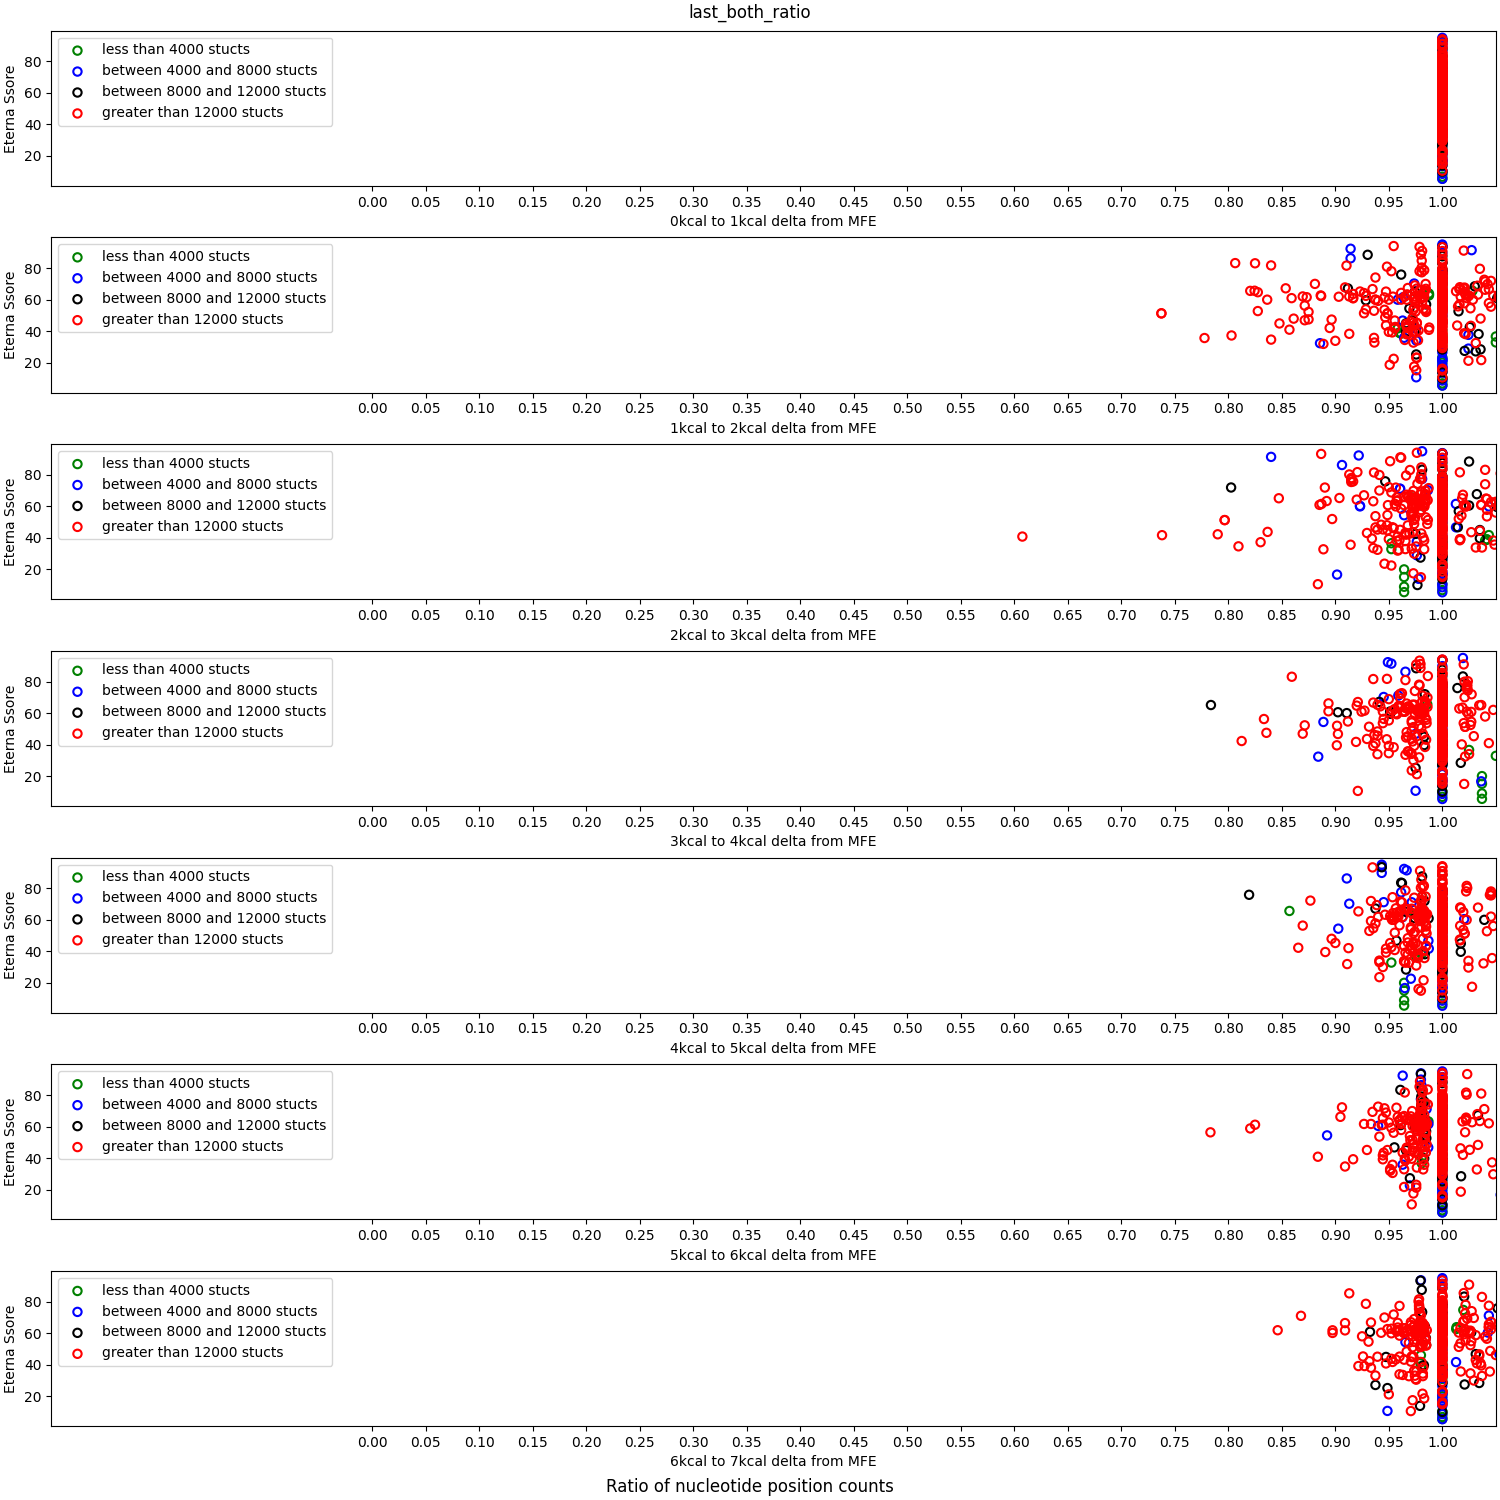 last_both_ratio
Eterna Ssore
80
60
40
20
less than 4000 stucts
between 4000 and 8000 stucts
between 8000 and 12000 stucts
greater than 12000 stucts
0.00 0.05 0.10 0.15 0.20 0.25 0.30 0.35 0.40 0.45 0.50 0.55 0.60 0.65 0.70 0.75 0.80 0.85 0.90 0.95 1.00
0kcal to 1kcal delta from MFE
Eterna Ssore
80
60
40
20
less than 4000 stucts
between 4000 and 8000 stucts
between 8000 and 12000 stucts
greater than 12000 stucts
0.00 0.05 0.10 0.15 0.20 0.25 0.30 0.35 0.40 0.45 0.50 0.55 0.60 0.65 0.70 0.75 0.80 0.85 0.90 0.95 1.00
1kcal to 2kcal delta from MFE
Eterna Ssore
80
60
40
20
less than 4000 stucts
between 4000 and 8000 stucts
between 8000 and 12000 stucts
greater than 12000 stucts
0.00 0.05 0.10 0.15 0.20 0.25 0.30 0.35 0.40 0.45 0.50 0.55 0.60 0.65 0.70 0.75 0.80 0.85 0.90 0.95 1.00
2kcal to 3kcal delta from MFE
Eterna Ssore
80
60
40
20
less than 4000 stucts
between 4000 and 8000 stucts
between 8000 and 12000 stucts
greater than 12000 stucts
0.00 0.05 0.10 0.15 0.20 0.25 0.30 0.35 0.40 0.45 0.50 0.55 0.60 0.65 0.70 0.75 0.80 0.85 0.90 0.95 1.00
3kcal to 4kcal delta from MFE
Eterna Ssore
80
60
40
20
less than 4000 stucts
between 4000 and 8000 stucts
between 8000 and 12000 stucts
greater than 12000 stucts
0.00 0.05 0.10 0.15 0.20 0.25 0.30 0.35 0.40 0.45 0.50 0.55 0.60 0.65 0.70 0.75 0.80 0.85 0.90 0.95 1.00
4kcal to 5kcal delta from MFE
Eterna Ssore
80
60
40
20
less than 4000 stucts
between 4000 and 8000 stucts
between 8000 and 12000 stucts
greater than 12000 stucts
0.00 0.05 0.10 0.15 0.20 0.25 0.30 0.35 0.40 0.45 0.50 0.55 0.60 0.65 0.70 0.75 0.80 0.85 0.90 0.95 1.00
5kcal to 6kcal delta from MFE
Eterna Ssore
80
60
40
20
less than 4000 stucts
between 4000 and 8000 stucts
between 8000 and 12000 stucts
greater than 12000 stucts
0.00 0.05 0.10 0.15 0.20 0.25 0.30 0.35 0.40 0.45 0.50 0.55 0.60 0.65 0.70 0.75 0.80 0.85 0.90 0.95 1.00
6kcal to 7kcal delta from MFE
Ratio of nucleotide position counts